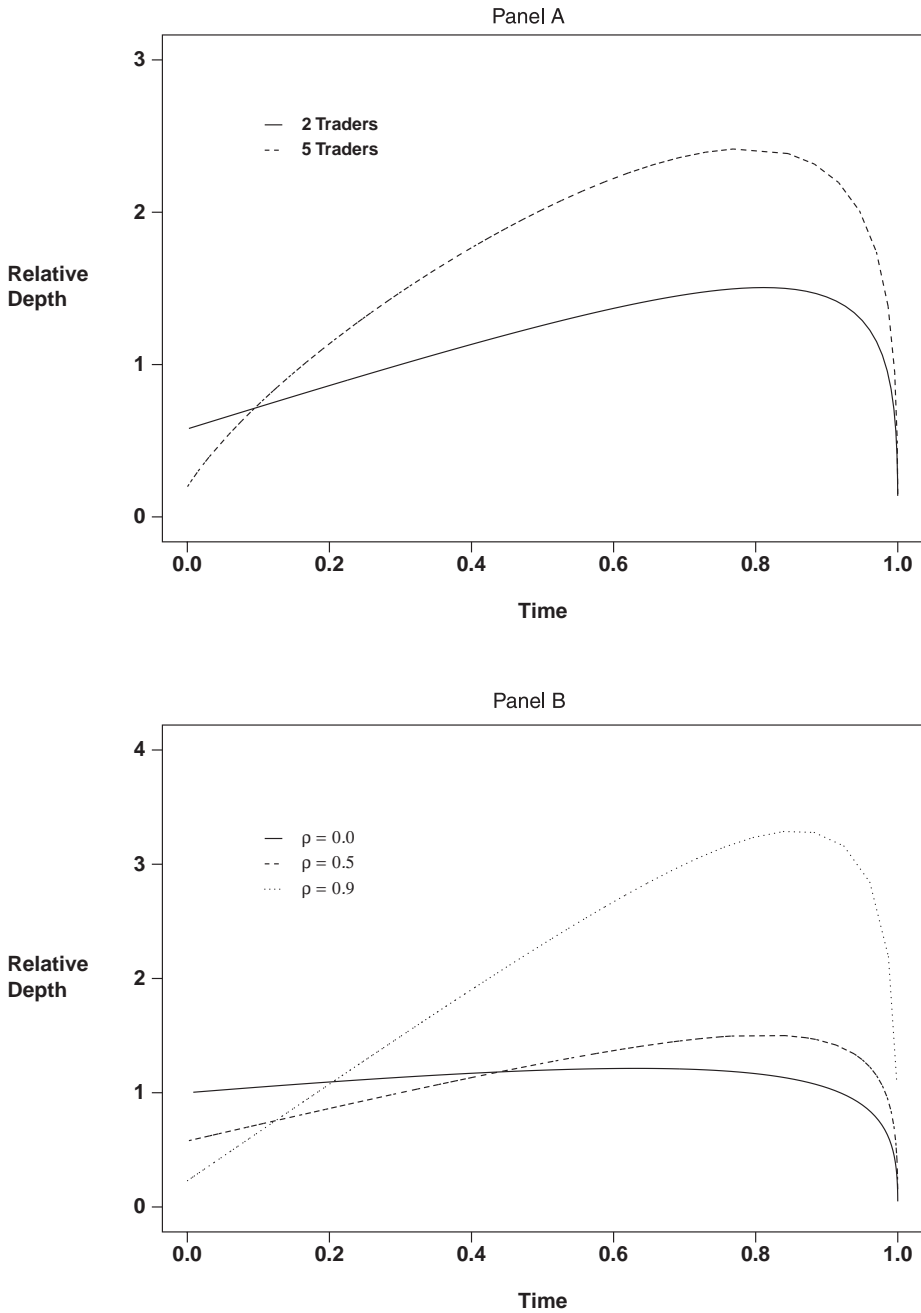 Panel A
3
2 Traders
5 Traders
2
Relative
Depth
1
0
0.0 0.2 0.4 0.6 0.8 1.0
Time
Panel B
4
ρ = 0.0
ρ = 0.5
ρ = 0.9
3
Relative
Depth
2
1
0
0.0 0.2 0.4 0.6 0.8 1.0
Time